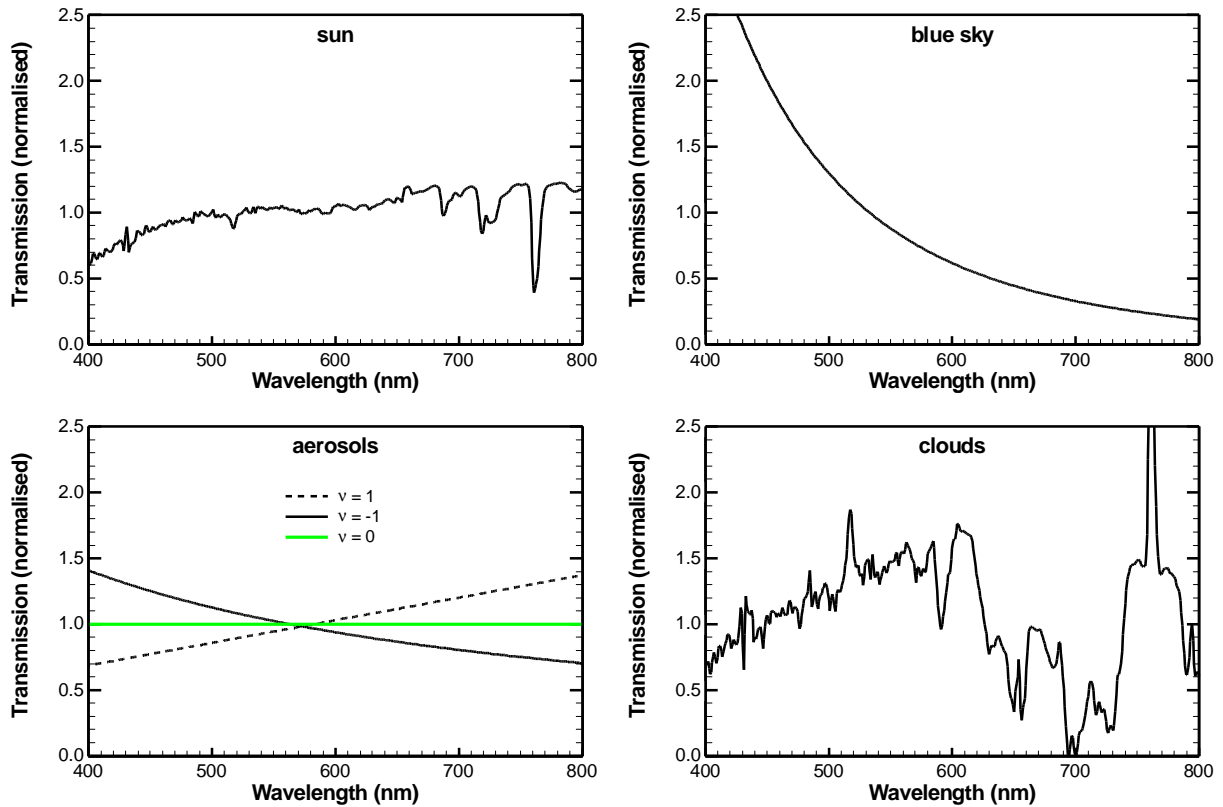 sun
Transmission (normalised)
2.5
2.0
1.5
1.0
0.5
0.0
400 500 600 700 800
Wavelength (nm)
blue sky
Transmission (normalised)
2.5
2.0
1.5
1.0
0.5
0.0
400 500 600 700 800
Wavelength (nm)
aerosols
ν = 1
ν = -1
ν = 0
Transmission (normalised)
2.5
2.0
1.5
1.0
0.5
0.0
400 500 600 700 800
Wavelength (nm)
clouds
Transmission (normalised)
2.5
2.0
1.5
1.0
0.5
0.0
400 500 600 700 800
Wavelength (nm)